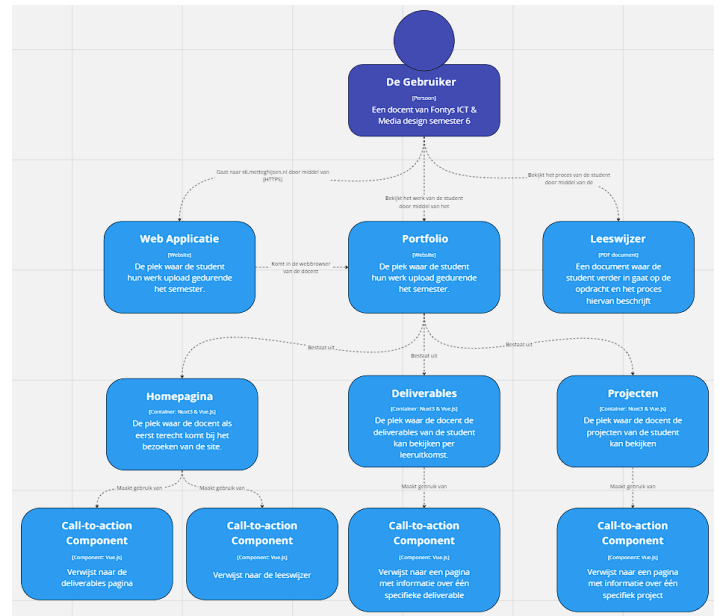 De Gebruiker
[Persoon]
Een docent van Fontys ICT &
Media design semester 6
Gaat naar s6.metteghijsen.nl door middel van
[HTTPS]
Bekijkt het werk van de student
door middel van het
Bekijkt het proces van de student
door middel van de
Web Applicatie
[Website]
De plek waar de student
hun werk upload gedurende
het semester.
Komt in de webbrowser
van de docent
Portfolio
[Website]
De plek waar de student
hun werk upload gedurende
het semester.
Leeswijzer
[PDF document]
Een document waar de
student verder in gaat op de
opdracht en het proces
hiervan beschrijft
Bestaat uit
Bestaat uit
Bestaat uit
Homepagina
[Container: Nuxt3 & Vue.js]
De plek waar de docent als
eerst terecht komt bij het
bezoeken van de site.
Deliverables
[Container: Nuxt3 & Vue.js]
De plek waar de docent de
deliverables van de student
kan bekijken per
leeruitkomst.
Projecten
[Container: Nuxt3 & Vue.js]
De plek waar de docent de
projecten van de student
kan bekijken
Maakt gebruik van
Maakt gebruik van
Maakt gebruik van
Maakt gebruik van
Call-to-action
Component
[Component: Vue.js]
Verwijst naar de
deliverables pagina
Call-to-action
Component
[Component: Vue.js]
Verwijst naar de leeswijzer
Call-to-action
Component
[Component: Vue.js]
Verwijst naar een pagina
met informatie over één
specifieke deliverable
Call-to-action
Component
[Component: Vue.js]
Verwijst naar een pagina
met informatie over één
specifiek project